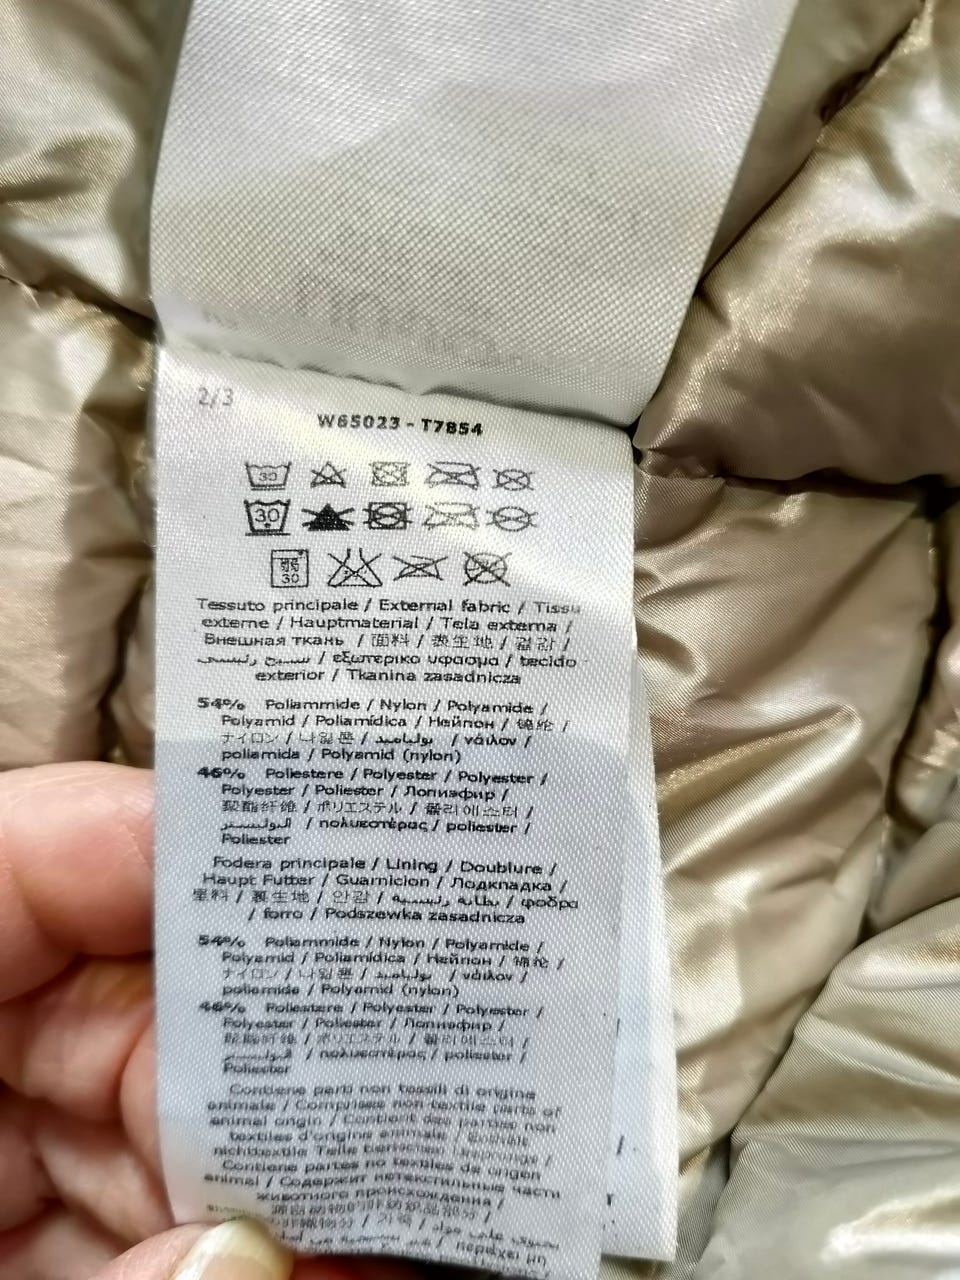 2/3
W65023 - T7854
30
30
30
Tessuto principale / External fabric / Tissu
externe / Hauptmaterial / Tela externa /
Внешная ткань / 面料 / 表生地 / 겉감 /
نسيج رئيسي / εξωτερικο υφασμα / tecido
exterior / Tkanina zasadnicza
54% Poliammide / Nylon / Polyamide /
Polyamid / Poliamídica / Нейлон / 锦纶 /
ナイロン / 나일론 / بولياميد / νάιλον /
poliamida / Polyamid (nylon)
46% Poliestere / Polyester / Polyester /
Polyester / Poliester / Лолиэфир /
聚酯纤维 / ポリエステル / 폴리에스터 /
البوليستر / πολυεστέρας / poliester /
Poliester
Fodera principale / Lining / Doublure /
Haupt Futter / Guarnicion / Лодкладка /
里料 / 裏生地 / 안감 / بطانه رئيسيه / φοδρα
/ forro / Podszewka zasadnicza
54% Poliammide / Nylon / Polyamide /
Polyamid / Poliamídica / Нейлон / 锦纶 /
ナイロン / 나일론 / بولياميد / νάιλον /
poliamida / Polyamid (nylon)
46% Poliestere / Polyester / Polyester /
Polyester / Poliester / Лолиэфир /
聚酯纤维 / ポリエステル / 폴리에스터 /
البوليستر / πολυεστέρας / poliester /
Poliester
Contiene parti non tessili di origine
animale / Comprises non-textile parts of
animal origin / Contient des parties non
textiles d'origine animale / Enthält
nichttextile Teile tierischen Ursprungs /
Contiene partes no textiles de origen
animal / Содержит нетекстильные части
животного происхождения /